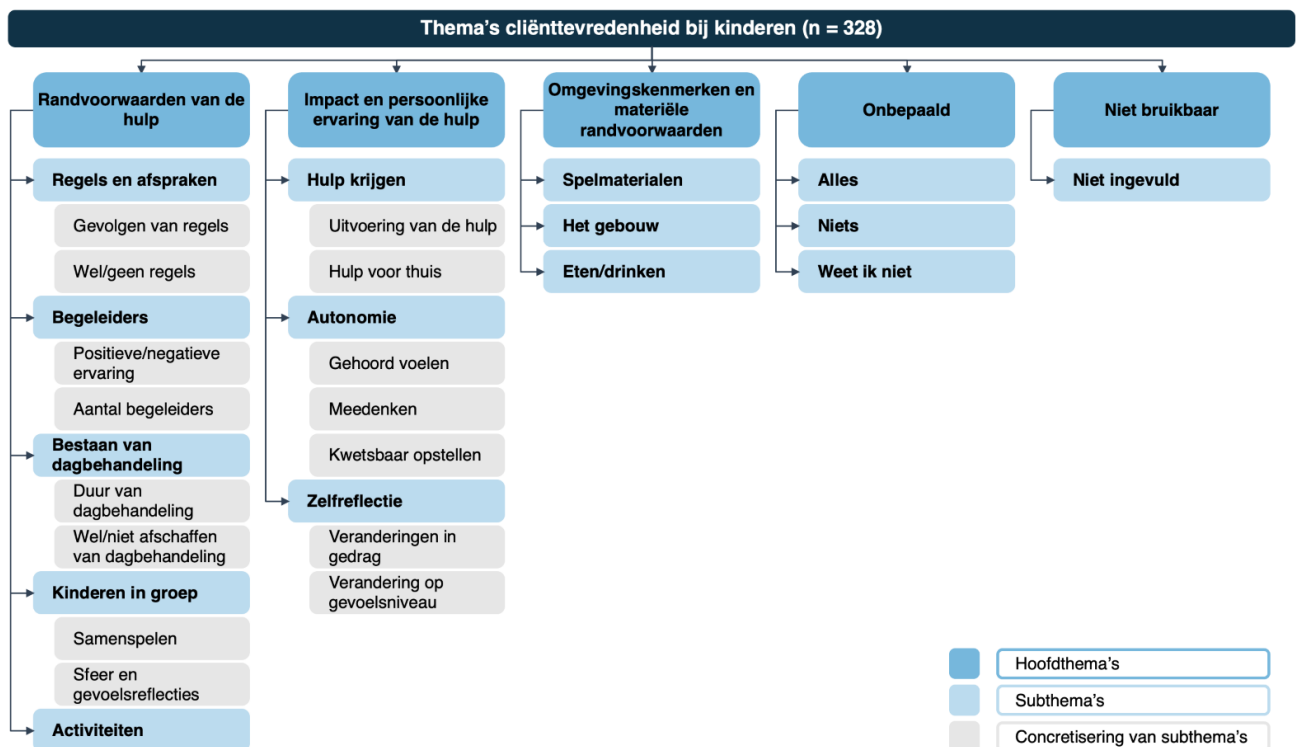 Thema’s cliënttevredenheid bij kinderen (n = 328)
Randvoorwaarden van de
hulp
Regels en afspraken
Gevolgen van regels
Wel/geen regels
Begeleiders
Positieve/negatieve
ervaring
Aantal begeleiders
Bestaan van
dagbehandeling
Duur van
dagbehandeling
Wel/niet afschaffen
van dagbehandeling
Kinderen in groep
Samenspelen
Sfeer en
gevoelsreflecties
Activiteiten
Impact en persoonlijke
ervaring van de hulp
Hulp krijgen
Uitvoering van de hulp
Hulp voor thuis
Autonomie
Gehoord voelen
Meedenken
Kwetsbaar opstellen
Zelfreflectie
Veranderingen in
gedrag
Verandering op
gevoelsniveau
Omgevingskenmerken en
materiële
randvoorwaarden
Spelmaterialen
Het gebouw
Eten/drinken
Onbepaald
Alles
Niets
Weet ik niet
Niet bruikbaar
Niet ingevuld
Hoofdthema’s
Subthema’s
Concretisering van subthema’s